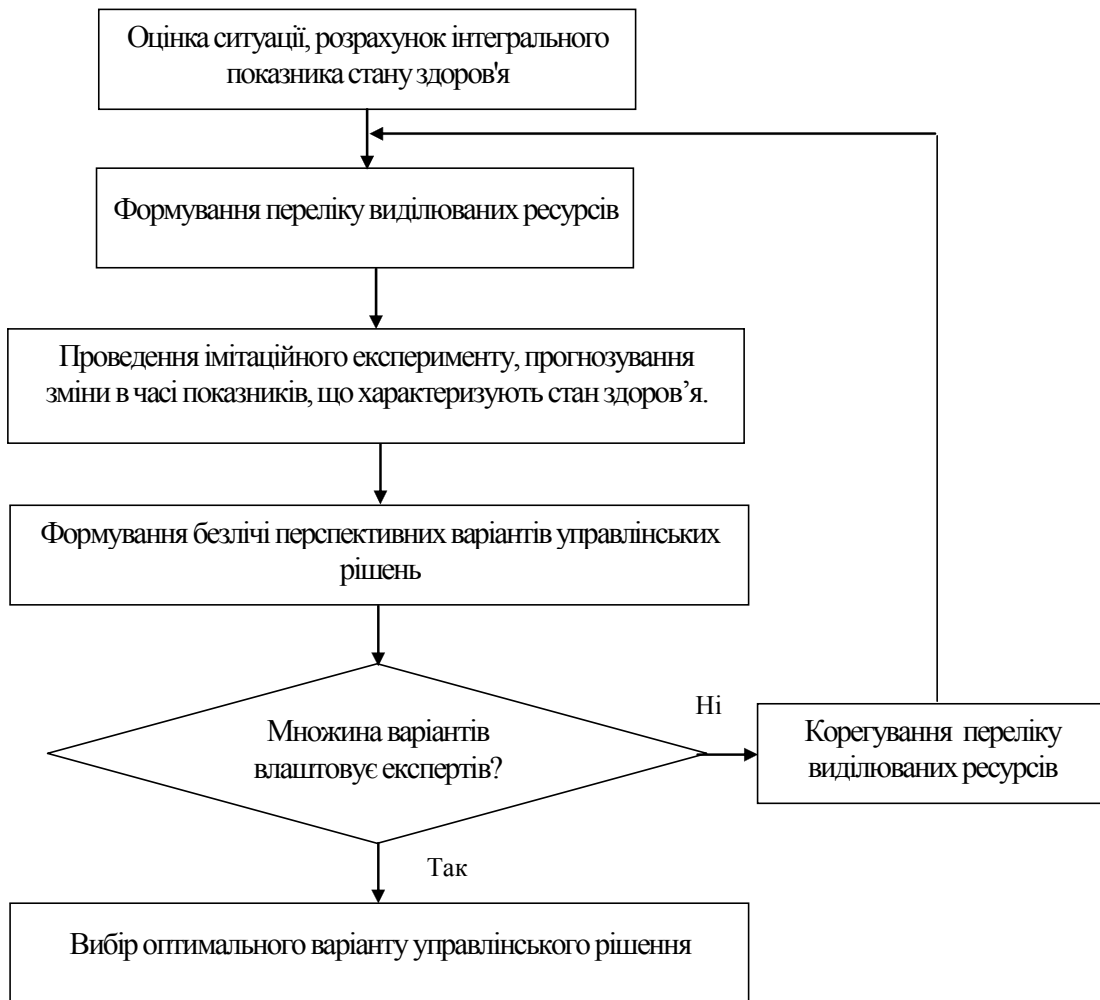 Оцінка ситуації, розрахунок інтегрального
показника стану здоров'я
Формування переліку виділюваних ресурсів
Проведення імітаційного експерименту, прогнозування
зміни в часі показників, що характеризують стан здоров’я.
Формування безлічі перспективних варіантів управлінських
рішень
Множина варіантів
влаштовує експертів?
Ні
Корегування переліку
виділюваних ресурсів
Так
Вибір оптимального варіанту управлінського рішення